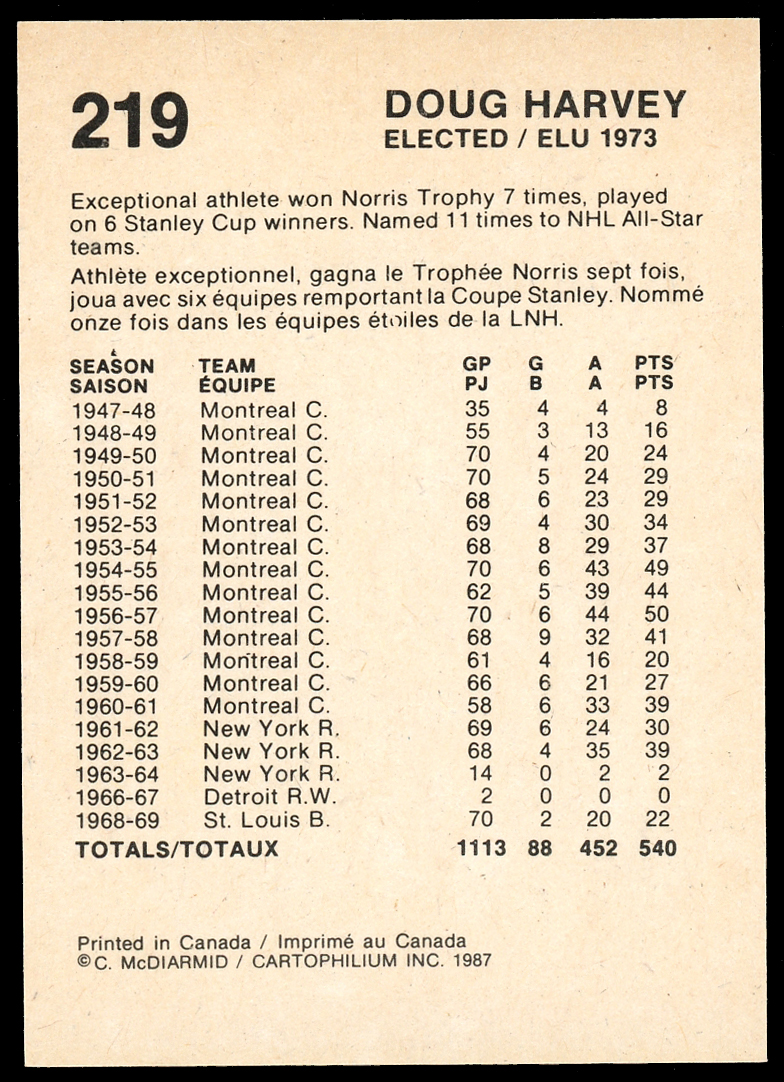 219
DOUG HARVEY
ELECTED / ELU 1973
Exceptional athlete won Norris Trophy 7 times, played
on 6 Stanley Cup winners. Named 11 times to NHL All-Star
teams.
Athlète exceptionnel, gagna le Trophée Norris sept fois,
joua avec six équipes remportant la Coupe Stanley. Nommé
onze fois dans les équipes étoiles de la LNH.
SEASON TEAM GP G A PTS
SAISON ÉQUIPE PJ B A PTS
1947-48 Montreal C. 35 4 4 8
1948-49 Montreal C. 55 3 13 16
1949-50 Montreal C. 70 4 20 24
1950-51 Montreal C. 70 5 24 29
1951-52 Montreal C. 68 6 23 29
1952-53 Montreal C. 69 4 30 34
1953-54 Montreal C. 68 8 29 37
1954-55 Montreal C. 70 6 43 49
1955-56 Montreal C. 62 5 39 44
1956-57 Montreal C. 70 6 44 50
1957-58 Montreal C. 68 9 32 41
1958-59 Montreal C. 61 4 16 20
1959-60 Montreal C. 66 6 21 27
1960-61 Montreal C. 58 6 33 39
1961-62 New York R. 69 6 24 30
1962-63 New York R. 68 4 35 39
1963-64 New York R. 14 0 2 2
1966-67 Detroit R.W. 2 0 0 0
1968-69 St. Louis B. 70 2 20 22
TOTALS/TOTAUX 1113 88 452 540
Printed in Canada / Imprimé au Canada
©C. McDIARMID / CARTOPHILIUM INC. 1987